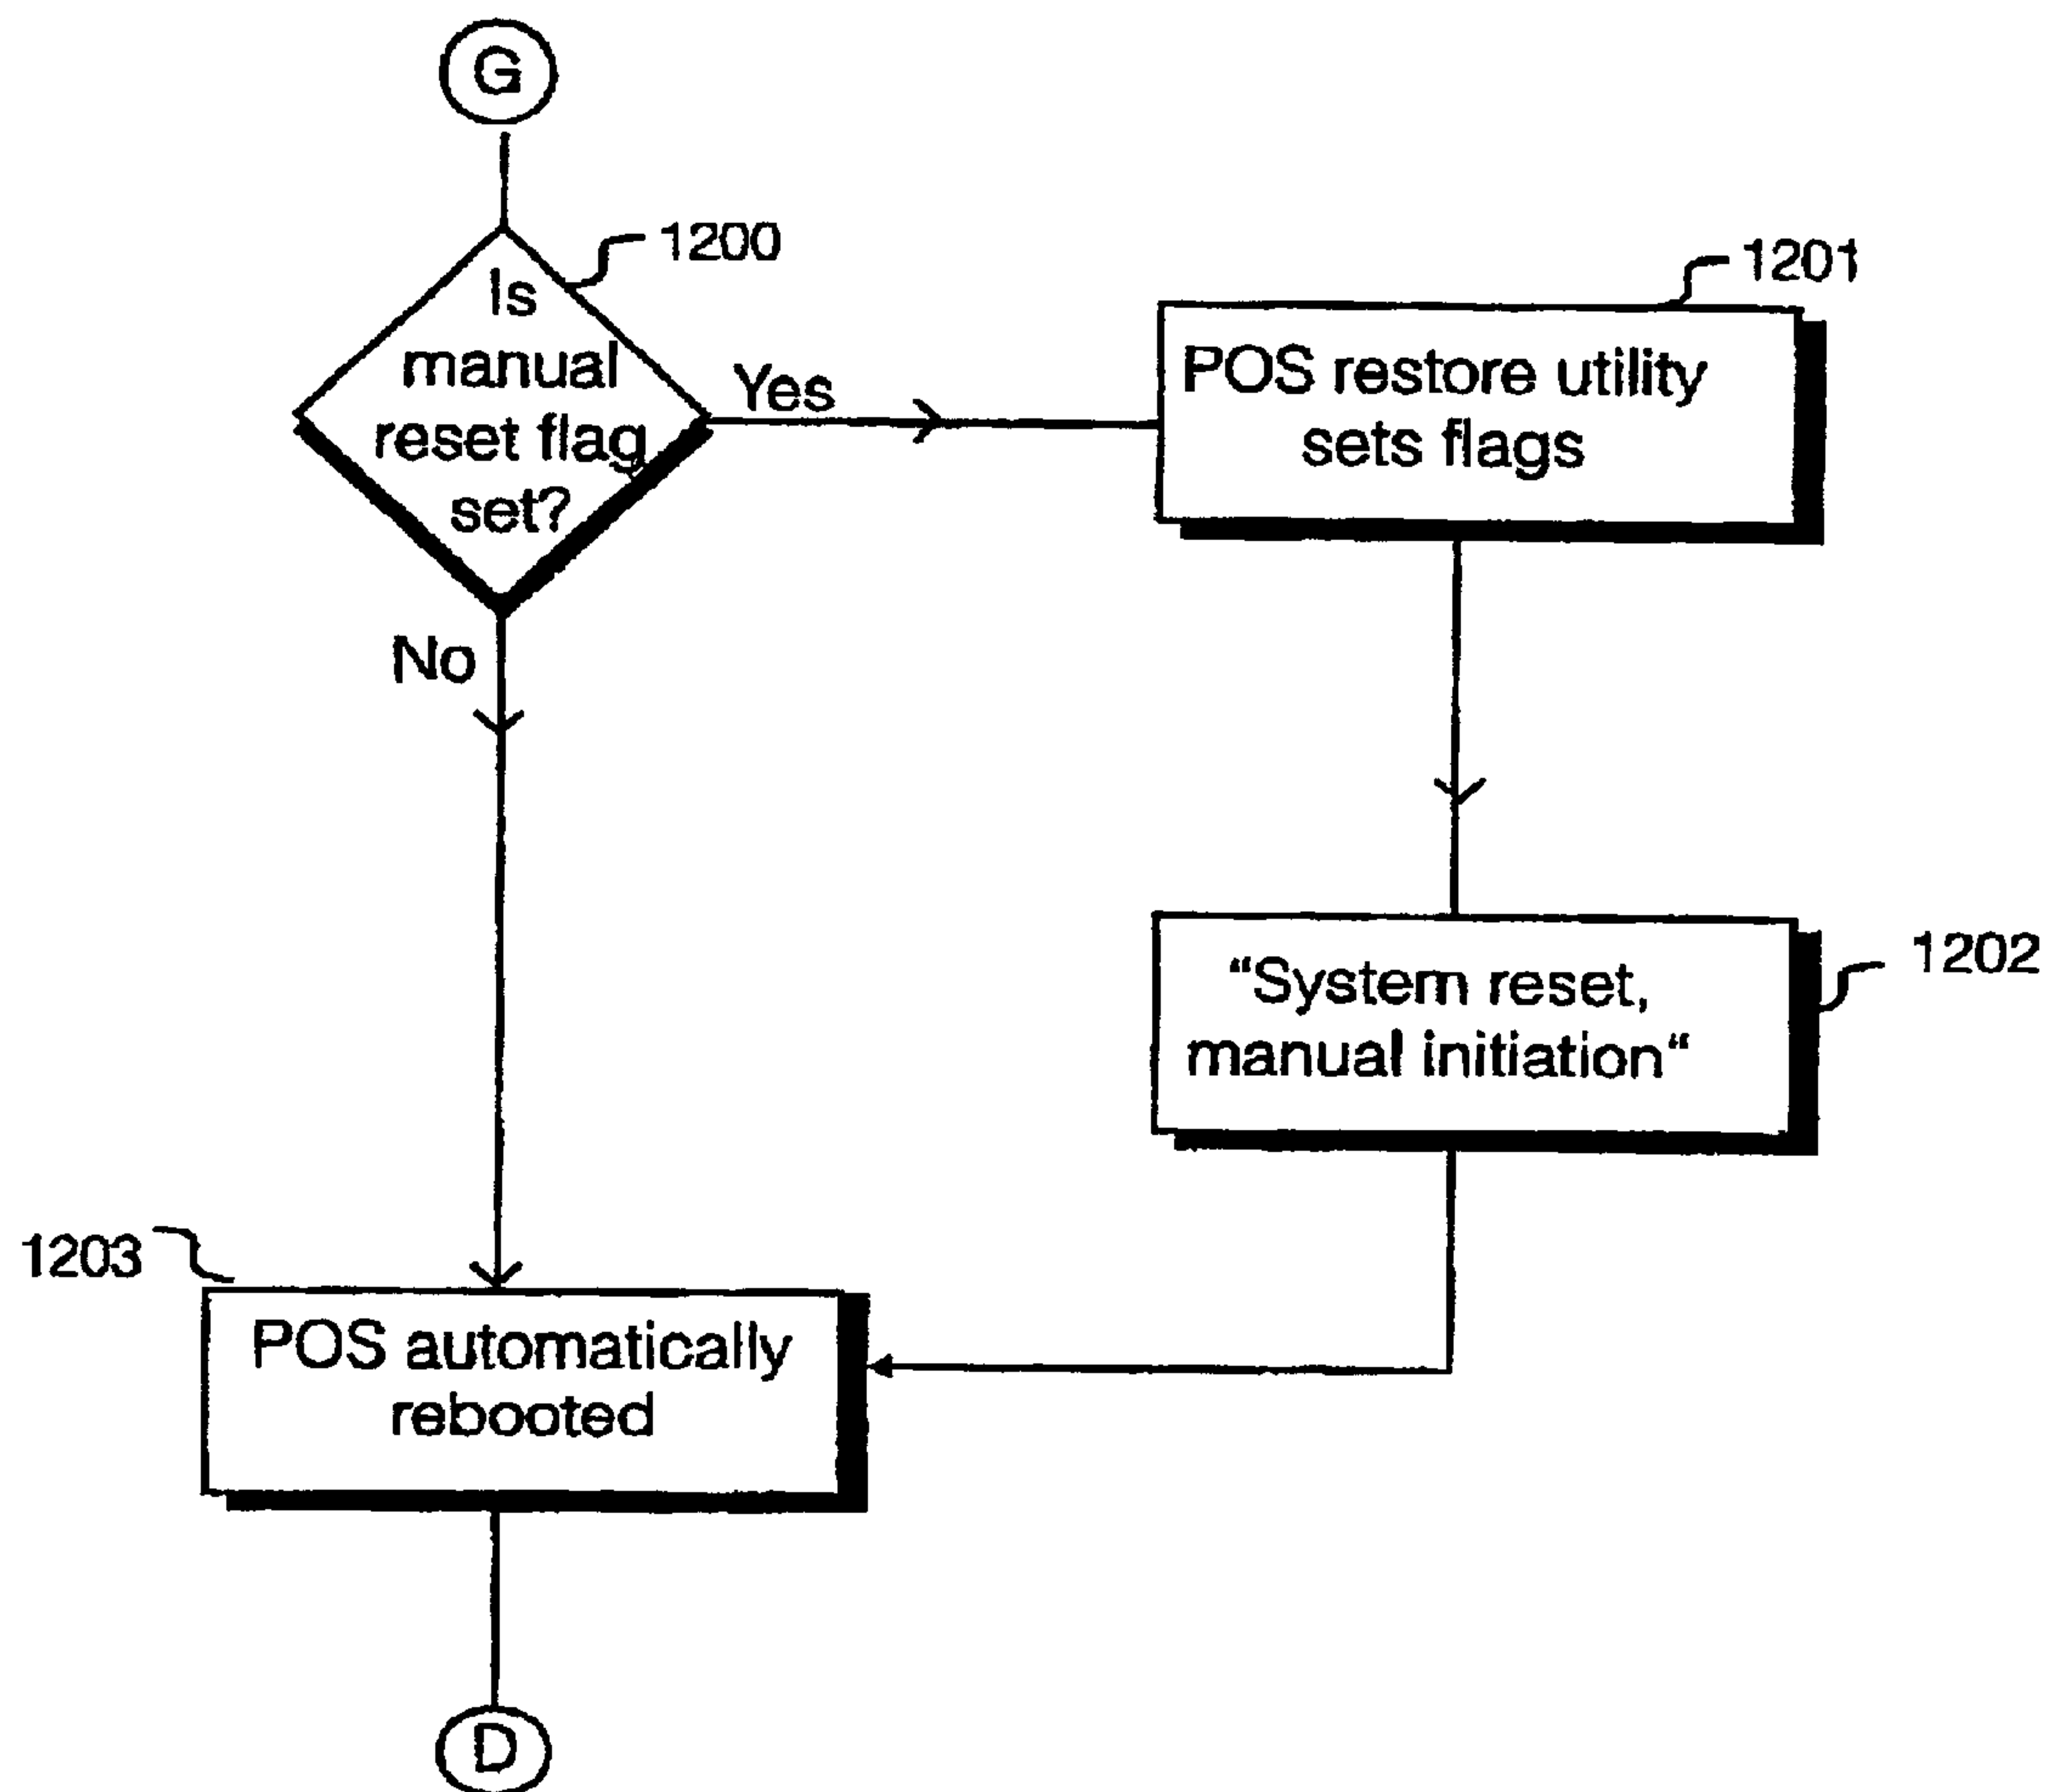 G
1200
Is
manual
reset flag
set?
Yes
1201
POS restore utility
sets flags
No
1202
“System reset,
manual initiation“
1203
POS automatically
rebooted
D